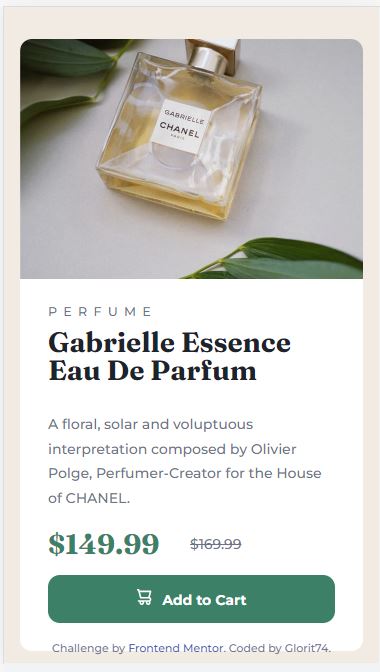 GABRIELLE
CHANEL
PARIS
PERFUME
Gabrielle Essence
Eau De Parfum
A floral, solar and voluptuous
interpretation composed by Olivier
Polge, Perfumer-Creator for the House
of CHANEL.
$149.99 $169.99
Add to Cart
Challenge by Frontend Mentor. Coded by Glorit74.